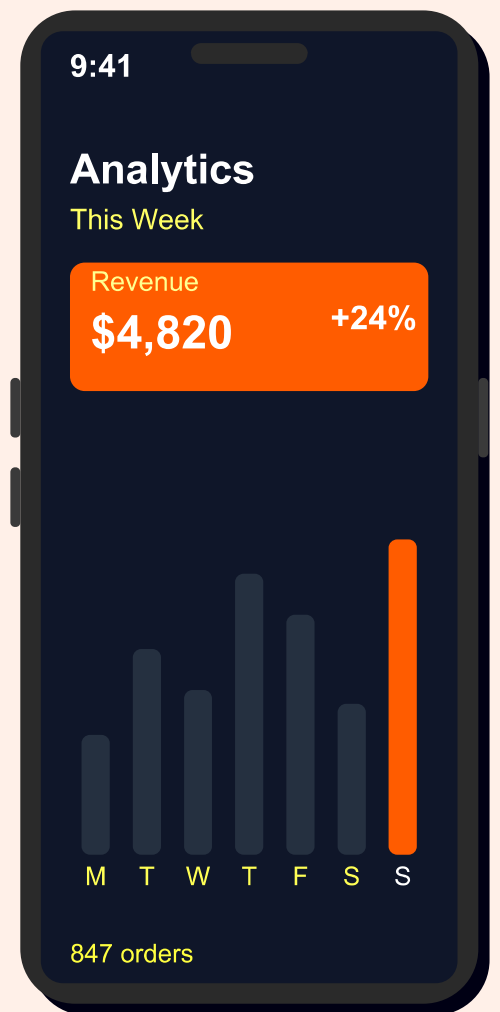 9:41
Analytics
This Week
Revenue
$4,820
+24%
M T W T F S S
847 orders